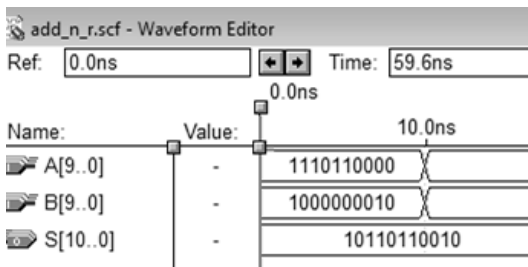 add_n_r.scf - Waveform Editor
Ref: 0.0ns Time: 59.6ns
0.0ns
Name: Value: 10.0ns
A[9..0] - 1110110000
B[9..0] - 1000000010
S[10..0] - 10110110010